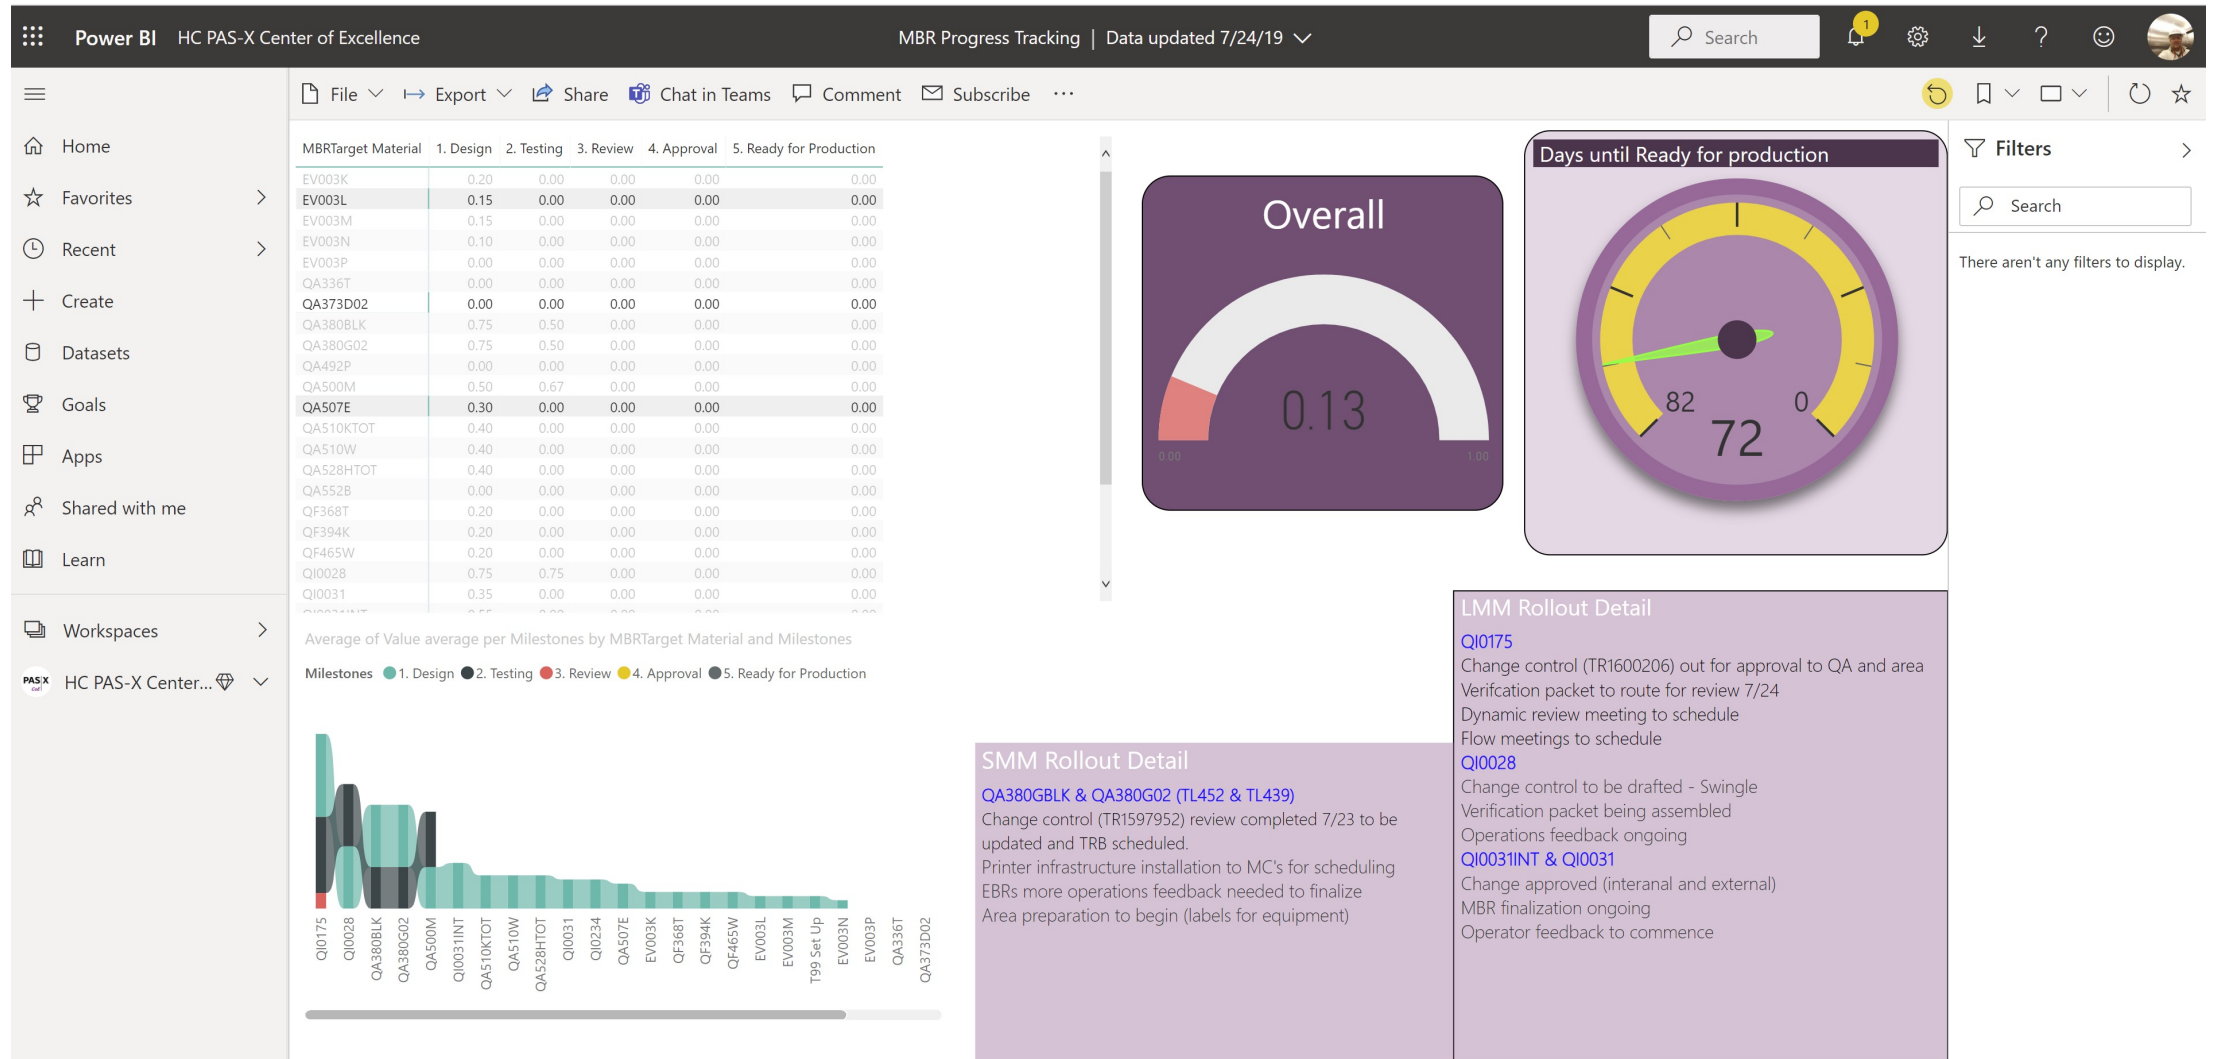 Power BI HC PAS-X Center of Excellence
MBR Progress Tracking | Data updated 7/24/19
Search
1
File Export Share Chat in Teams Comment Subscribe ...
Home
Favorites
Recent
Create
Datasets
Goals
Apps
Shared with me
Learn
Workspaces
PAS X
HC PAS-X Center...
MBRTarget Material 1. Design 2. Testing 3. Review 4. Approval 5. Ready for Production
EV003K 0.20 0.00 0.00 0.00 0.00
EV003L 0.15 0.00 0.00 0.00 0.00
EV003M 0.15 0.00 0.00 0.00 0.00
EV003N 0.10 0.00 0.00 0.00 0.00
EV003P 0.00 0.00 0.00 0.00 0.00
QA336T 0.00 0.00 0.00 0.00 0.00
QA373D02 0.00 0.00 0.00 0.00 0.00
QA380BLK 0.75 0.50 0.00 0.00 0.00
QA380G02 0.75 0.50 0.00 0.00 0.00
QA492P 0.00 0.00 0.00 0.00 0.00
QA500M 0.50 0.67 0.00 0.00 0.00
QA507E 0.30 0.00 0.00 0.00 0.00
QA510KTOT 0.40 0.00 0.00 0.00 0.00
QA510W 0.40 0.00 0.00 0.00 0.00
QA528HTOT 0.40 0.00 0.00 0.00 0.00
QA552B 0.00 0.00 0.00 0.00 0.00
QF368T 0.20 0.00 0.00 0.00 0.00
QF394K 0.20 0.00 0.00 0.00 0.00
QF465W 0.20 0.00 0.00 0.00 0.00
QI0028 0.75 0.75 0.00 0.00 0.00
QI0031 0.35 0.00 0.00 0.00 0.00
Average of Value average per Milestones by MBRTarget Material and Milestones
Milestones 1. Design 2. Testing 3. Review 4. Approval 5. Ready for Production
QI0175
QI0028
QA380BLK
QA380G02
QA500M
QI0031INT
QA510KTOT
QA510W
QA528HTOT
QI0031
QI0234
QA507E
EV003K
QF368T
QF394K
QF465W
EV003L
EV003M
T99 Set Up
EV003N
EV003P
QA336T
QA373D02
Overall
0.13
0.00 1.00
Days until Ready for production
82 0
72
SMM Rollout Detail
QA380GBLK & QA380G02 (TL452 & TL439)
Change control (TR1597952) review completed 7/23 to be
updated and TRB scheduled.
Printer infrastructure installation to MC's for scheduling
EBRs more operations feedback needed to finalize
Area preparation to begin (labels for equipment)
LMM Rollout Detail
QI0175
Change control (TR1600206) out for approval to QA and area
Verifcation packet to route for review 7/24
Dynamic review meeting to schedule
Flow meetings to schedule
QI0028
Change control to be drafted - Swingle
Verification packet being assembled
Operations feedback ongoing
QI0031INT & QI0031
Change approved (interanal and external)
MBR finalization ongoing
Operator feedback to commence
Filters
Search
There aren't any filters to display.